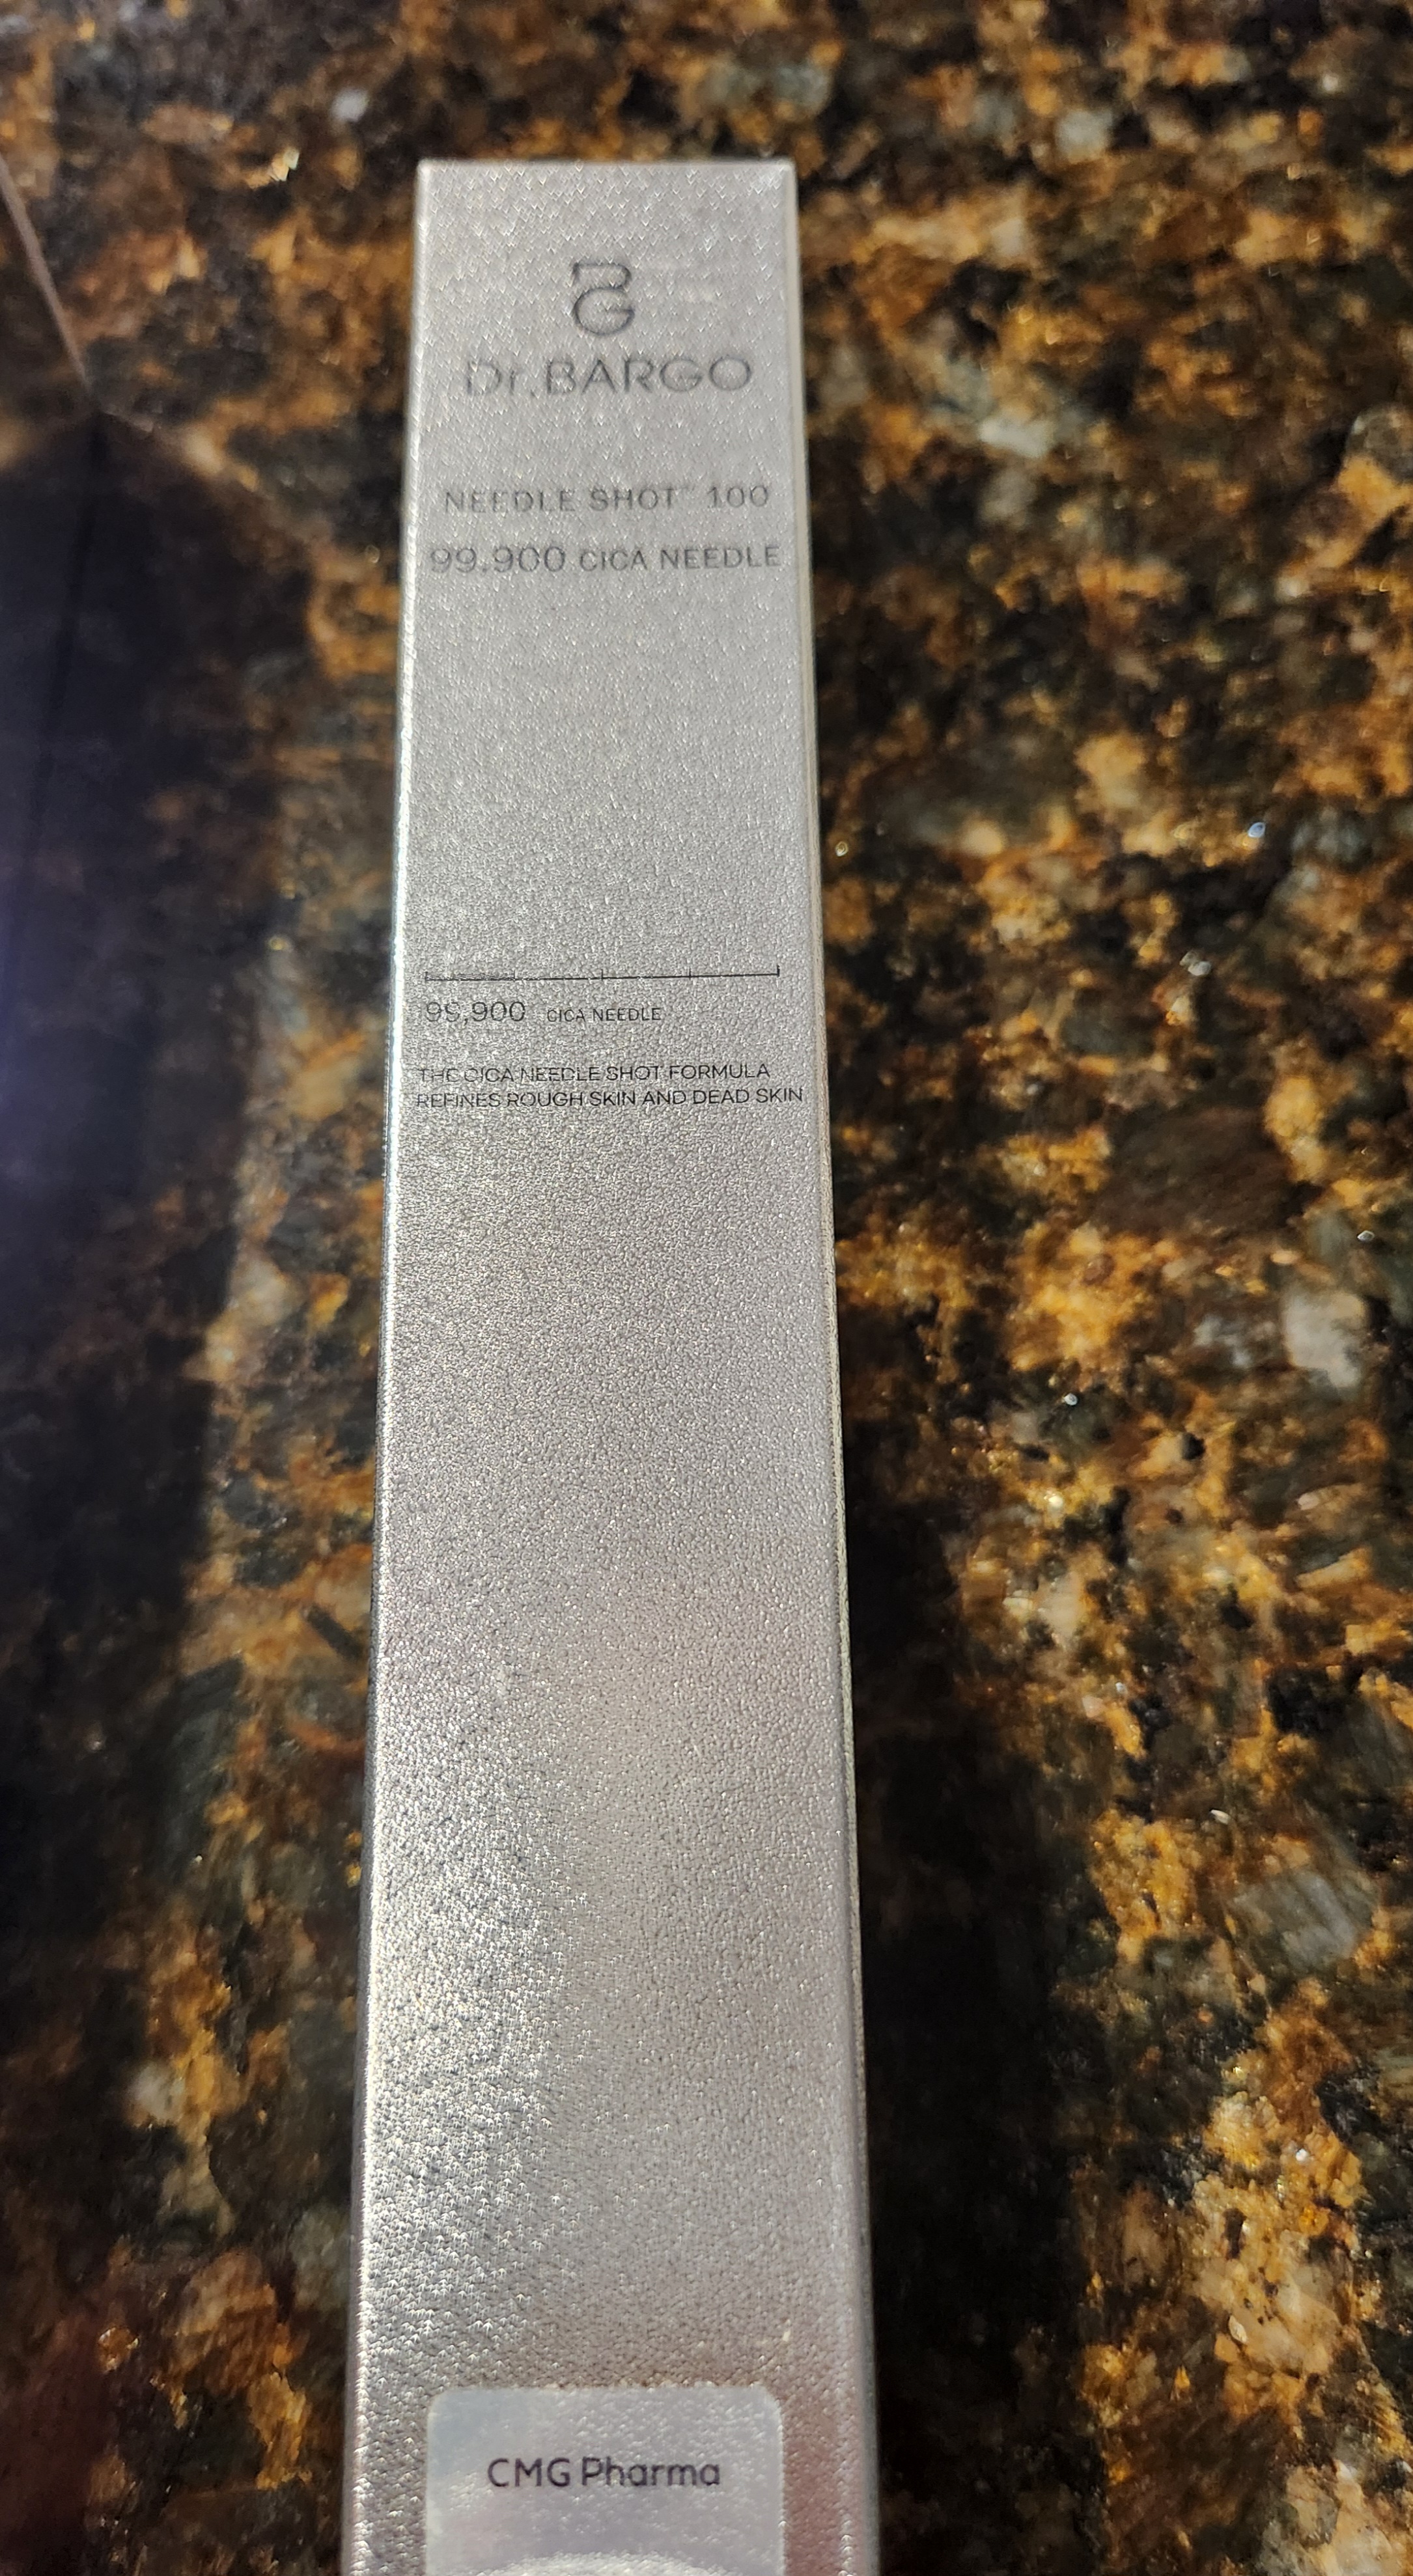 Dr.BARGO
NEEDLE SHOT™ 100
99.900 CICA NEEDLE
99,900 CICA NEEDLE
THE CICA NEEDLE SHOT FORMULA
REFINES ROUGH SKIN AND DEAD SKIN
CMG Pharma